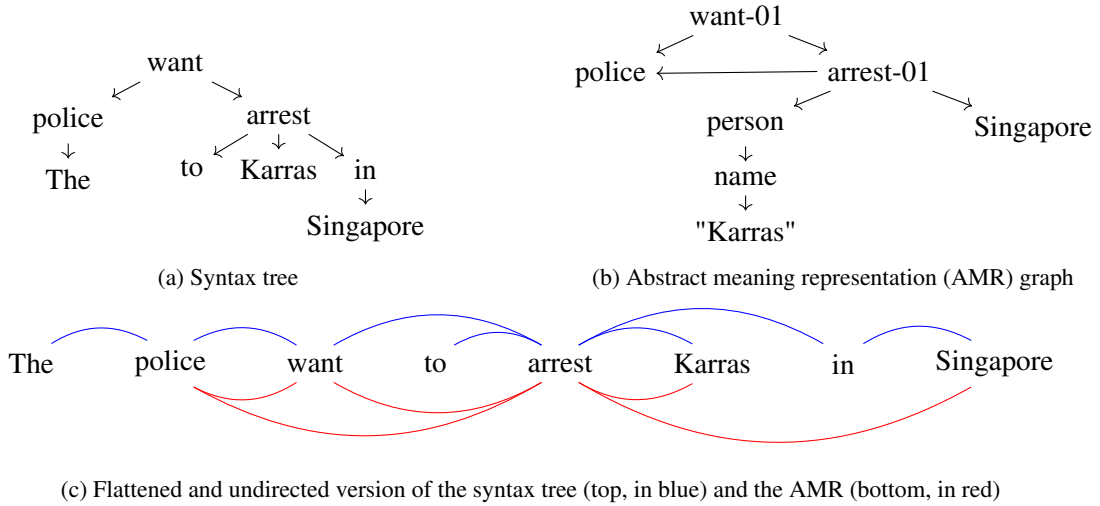 want
police arrest
The to Karras in
Singapore
(a) Syntax tree
want-01
police arrest-01
person Singapore
name
"Karras"
(b) Abstract meaning representation (AMR) graph
The police want to arrest Karras in Singapore
(c) Flattened and undirected version of the syntax tree (top, in blue) and the AMR (bottom, in red)